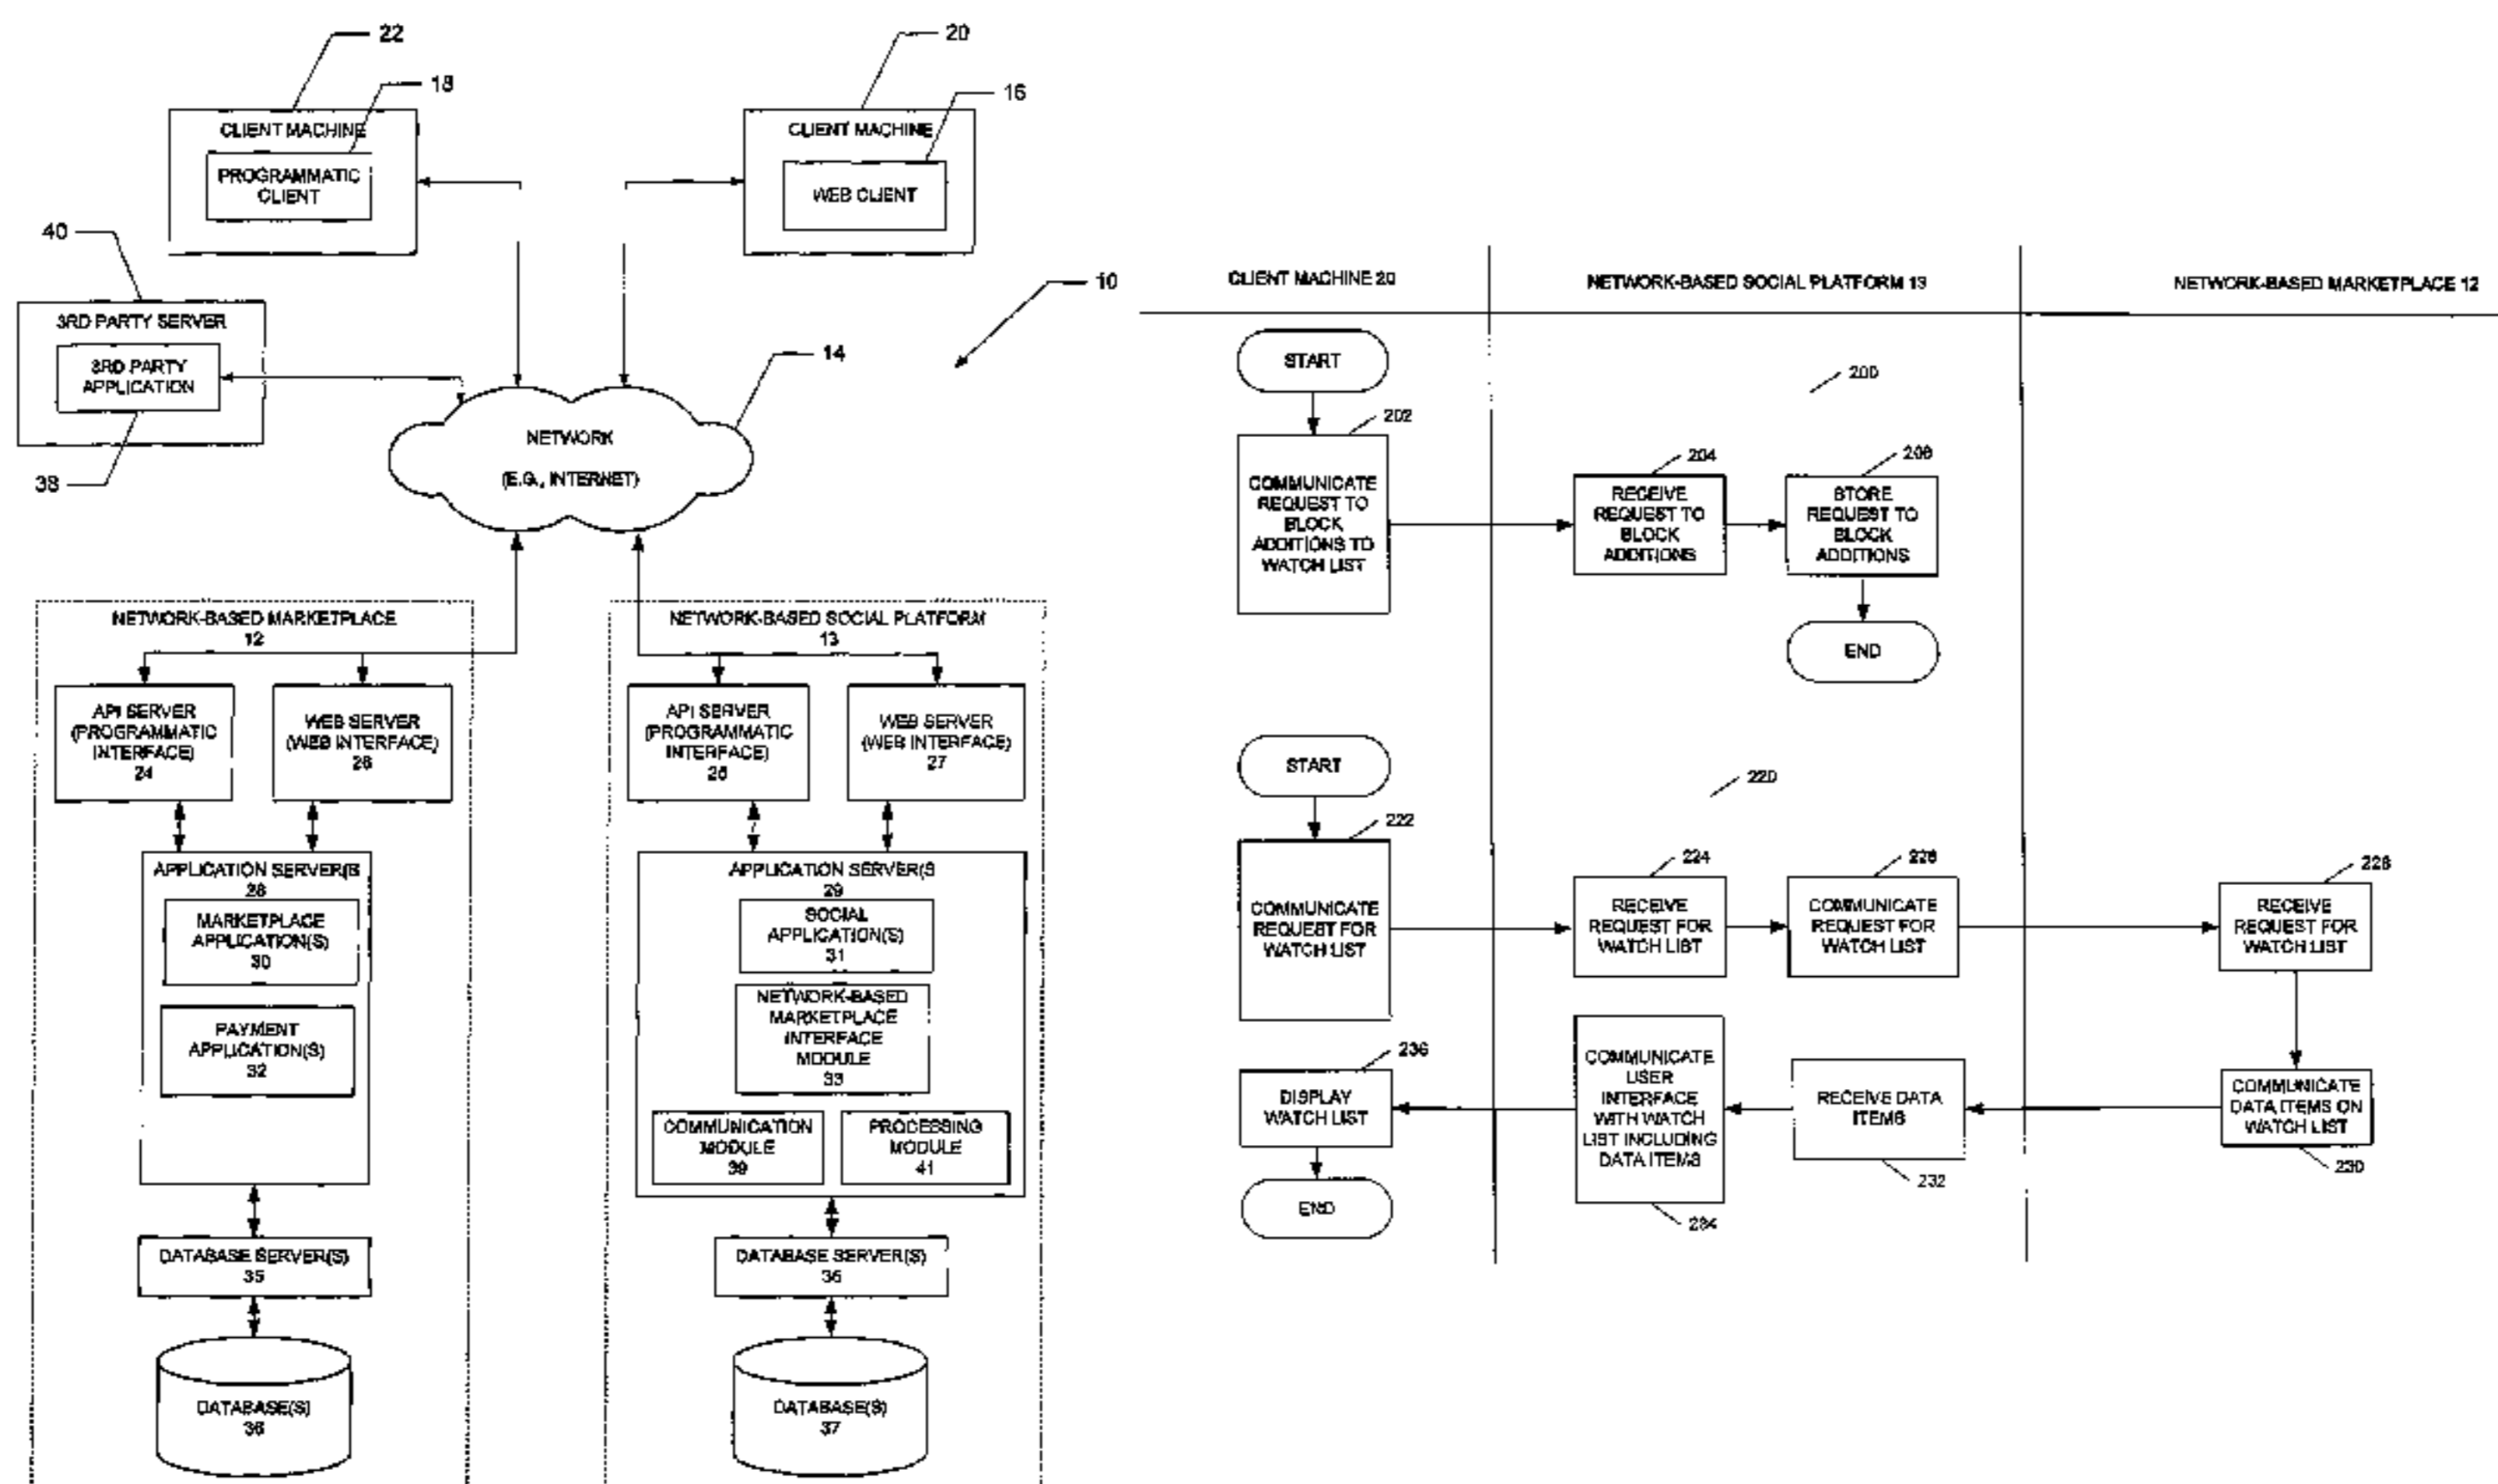 22
18
CLIENT MACHINE
PROGRAMMATIC
CLIENT
20
16
CLIENT MACHINE
WEB CLIENT
40
3RD PARTY SERVER
3RD PARTY
APPLICATION
38
10
14
NETWORK
(E.G., INTERNET)
NETWORK-BASED MARKETPLACE
12
API SERVER
(PROGRAMMATIC
INTERFACE)
24
WEB SERVER
(WEB INTERFACE)
26
APPLICATION SERVER(S
28
MARKETPLACE
APPLICATION(S)
30
PAYMENT
APPLICATION(S)
32
DATABASE SERVER(S)
35
DATABASE(S)
36
NETWORK-BASED SOCIAL PLATFORM
13
API SERVER
(PROGRAMMATIC
INTERFACE)
25
WEB SERVER
(WEB INTERFACE)
27
APPLICATION SERVER(S
29
SOCIAL
APPLICATION(S)
31
NETWORK-BASED
MARKETPLACE
INTERFACE
MODULE
33
COMMUNICATION
MODULE
39
PROCESSING
MODULE
41
DATABASE SERVER(S)
DATABASE(S)
37
CLIENT MACHINE 20
NETWORK-BASED SOCIAL PLATFORM 13
NETWORK-BASED MARKETPLACE 12
START
200
202
COMMUNICATE
REQUEST TO
BLOCK
ADDITIONS TO
WATCH LIST
204
RECEIVE
REQUEST TO
BLOCK
ADDITIONS
STORE
REQUEST TO
BLOCK
ADDITIONS
END
START
220
222
COMMUNICATE
REQUEST FOR
WATCH LIST
224
RECEIVE
REQUEST FOR
WATCH LIST
COMMUNICATE
REQUEST FOR
WATCH LIST
228
RECEIVE
REQUEST FOR
WATCH LIST
236
DISPLAY
WATCH LIST
END
COMMUNICATE
USER
INTERFACE
WITH WATCH
LIST INCLUDING
DATA ITEMS
234
RECEIVE DATA
ITEMS
232
COMMUNICATE
DATA ITEMS ON
WATCH LIST
230